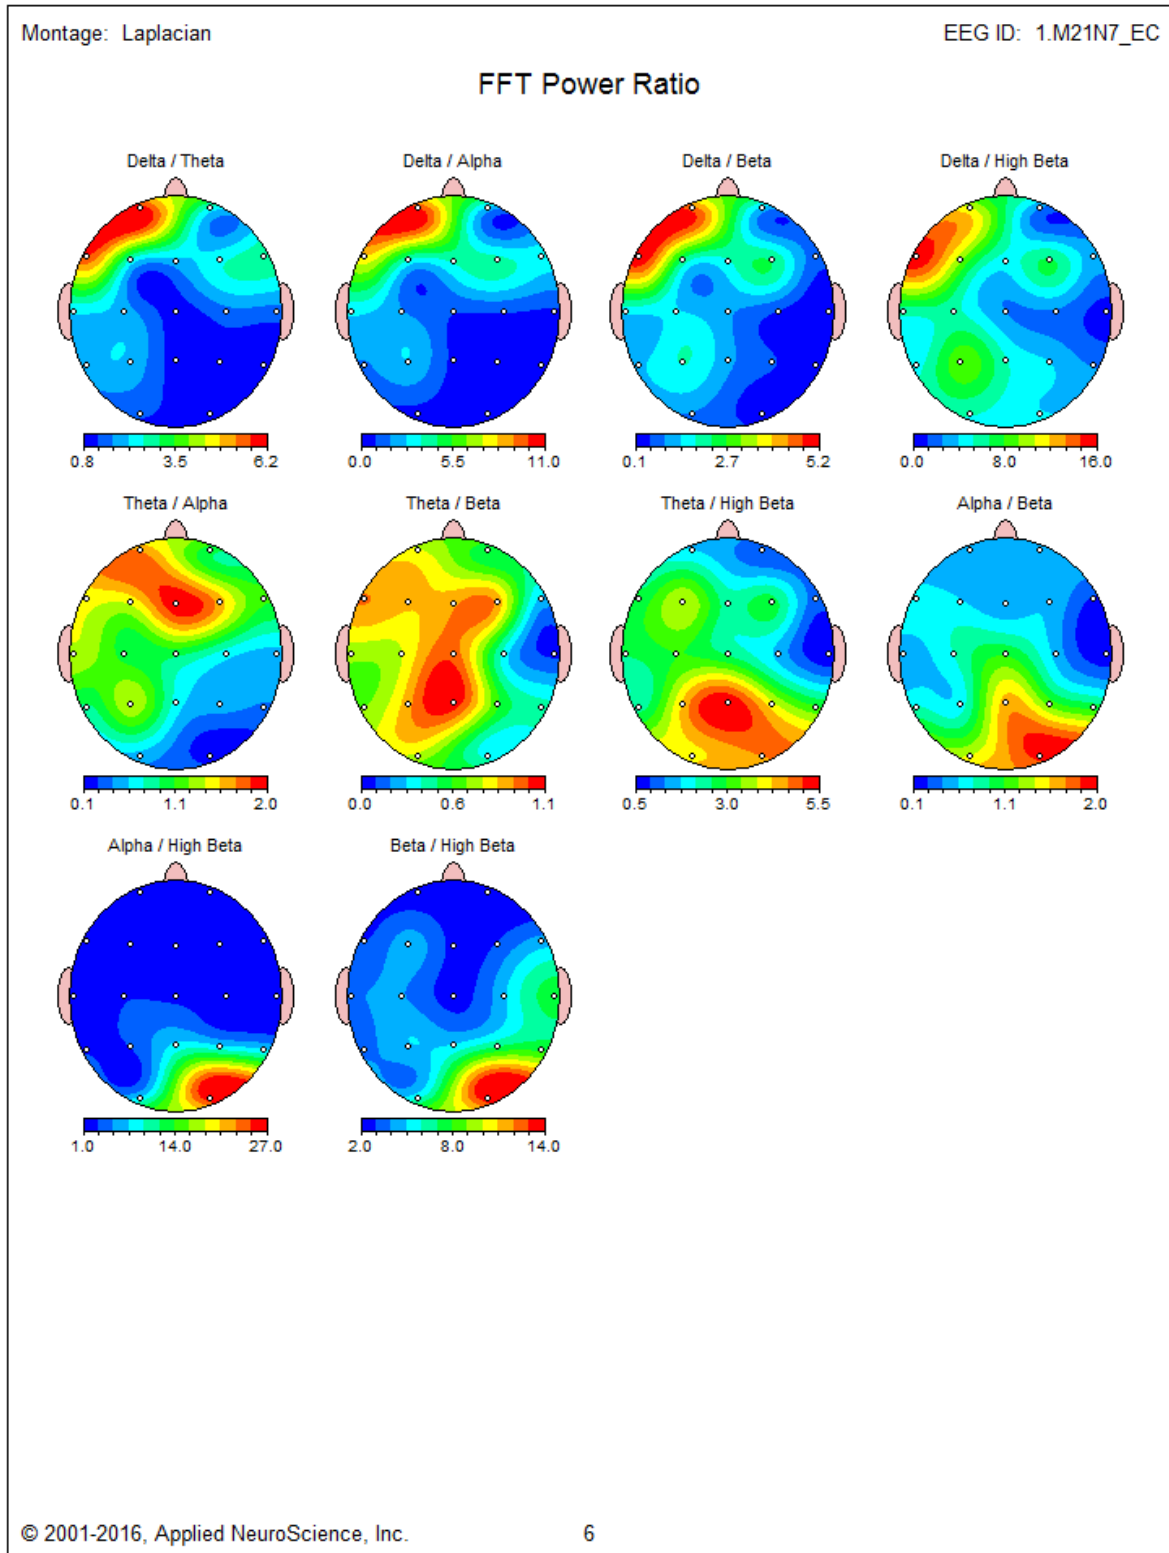 Montage: Laplacian EEG ID: 1.M21N7_EC
FFT Power Ratio
Delta / Theta Delta / Alpha Delta / Beta Delta / High Beta
0.8 3.5 6.2 0.0 5.5 11.0 0.1 2.7 5.2 0.0 8.0 16.0
Theta / Alpha Theta / Beta Theta / High Beta Alpha / Beta
0.1 1.1 2.0 0.0 0.6 1.1 0.5 3.0 5.5 0.1 1.1 2.0
Alpha / High Beta Beta / High Beta
1.0 14.0 27.0 2.0 8.0 14.0
© 2001-2016, Applied NeuroScience, Inc. 6